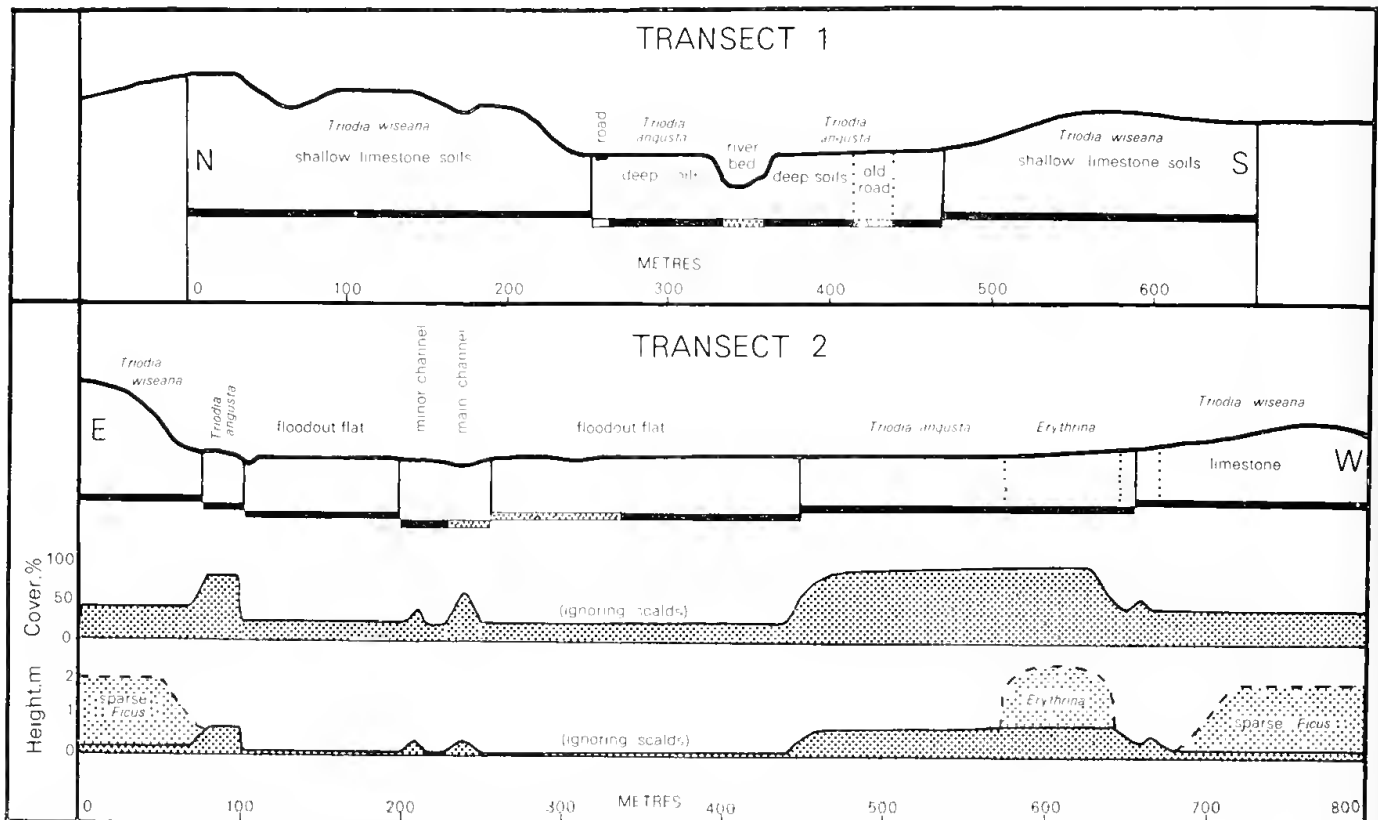 TRANSECT 1
Triodia wiseana
shallow limestone soils
N
road
Triodia
angusta
deep soils
river
bed
Triodia
angusta
deep soils
old
road
Triodia wiseana
shallow limestone soils
S
METRES
0 100 200 300 400 500 600
TRANSECT 2
Triodia
wiseana
E
Triodia
angusta
floodout flat
minor channel
main channel
floodout flat
Triodia angusta
Erythrina
Triodia wiseana
limestone
W
Cover.%
100
50
0
(ignoring scalds)
Height.m
2
1
0
sparse
Ficus
(ignoring scalds)
Erythrina
sparse Ficus
METRES
0 100 200 300 400 500 600 700 800